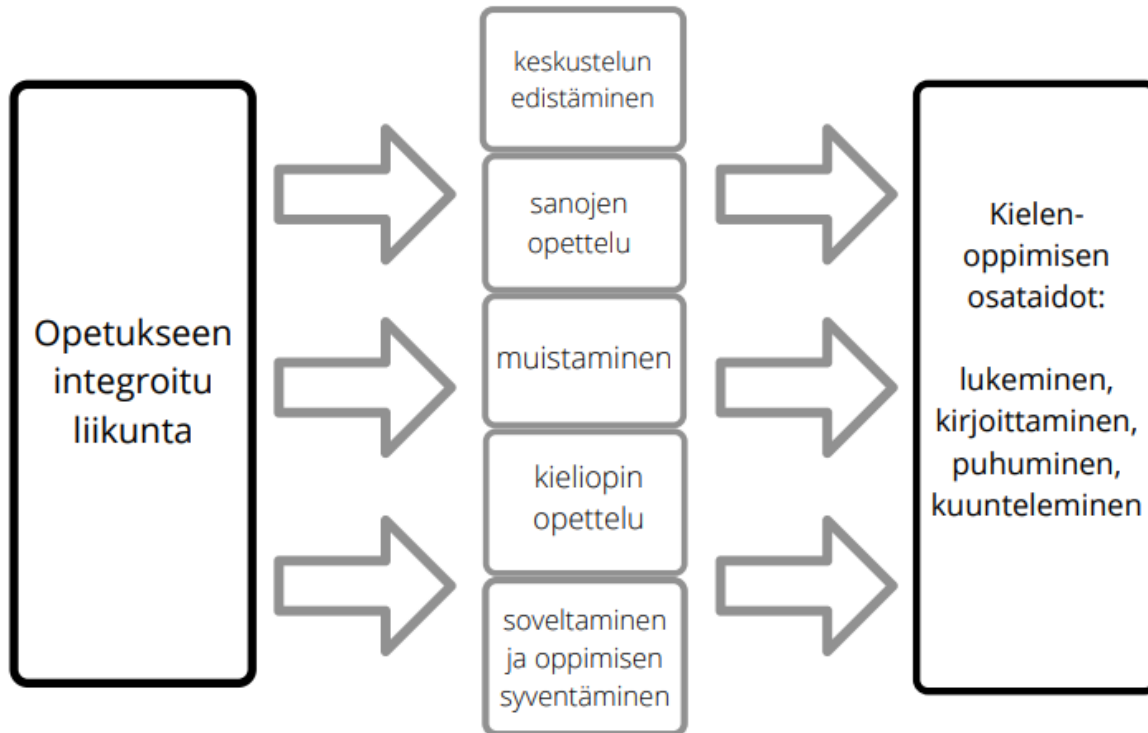 Opetukseen
integroitu
liikunta
keskustelun
edistäminen
sanojen
opettelu
muistaminen
kieliopin
opettelu
soveltaminen
ja oppimisen
syventäminen
Kielen-
oppimisen
osataidot:
lukeminen,
kirjoittaminen,
puhuminen,
kuunteleminen